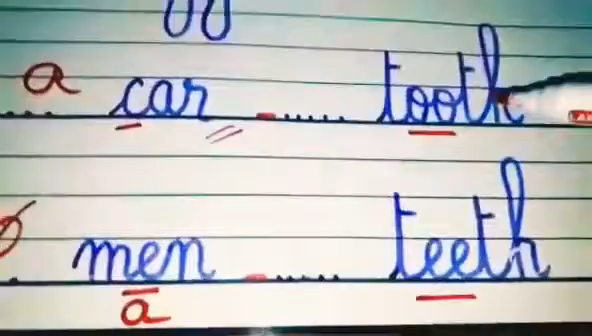 a car ...... tooth
ø men ...... teeth
a